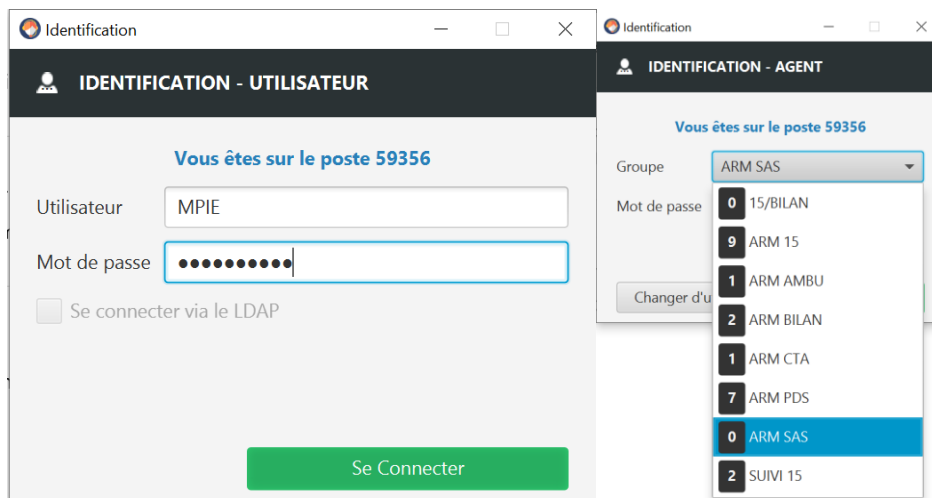 Identification
IDENTIFICATION - UTILISATEUR
Vous êtes sur le poste 59356
Utilisateur MPIE
Mot de passe ●●●●●●●●●●
Se connecter via le LDAP
Se Connecter
Identification
IDENTIFICATION - AGENT
Vous êtes sur le poste 59356
Groupe ARM SAS
Mot de passe
Changer d'u
0 15/BILAN
9 ARM 15
1 ARM AMBU
2 ARM BILAN
1 ARM CTA
7 ARM PDS
0 ARM SAS
2 SUIVI 15